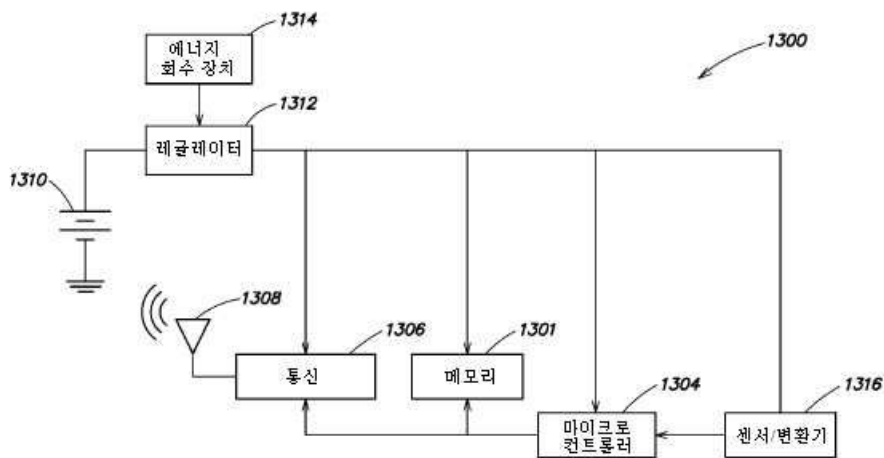 1314
에너지
회수 장치
1300
1312
레귤레이터
1310
1308
1306
통신
1301
메모리
1304
마이크로
컨트롤러
1316
센서/변환기